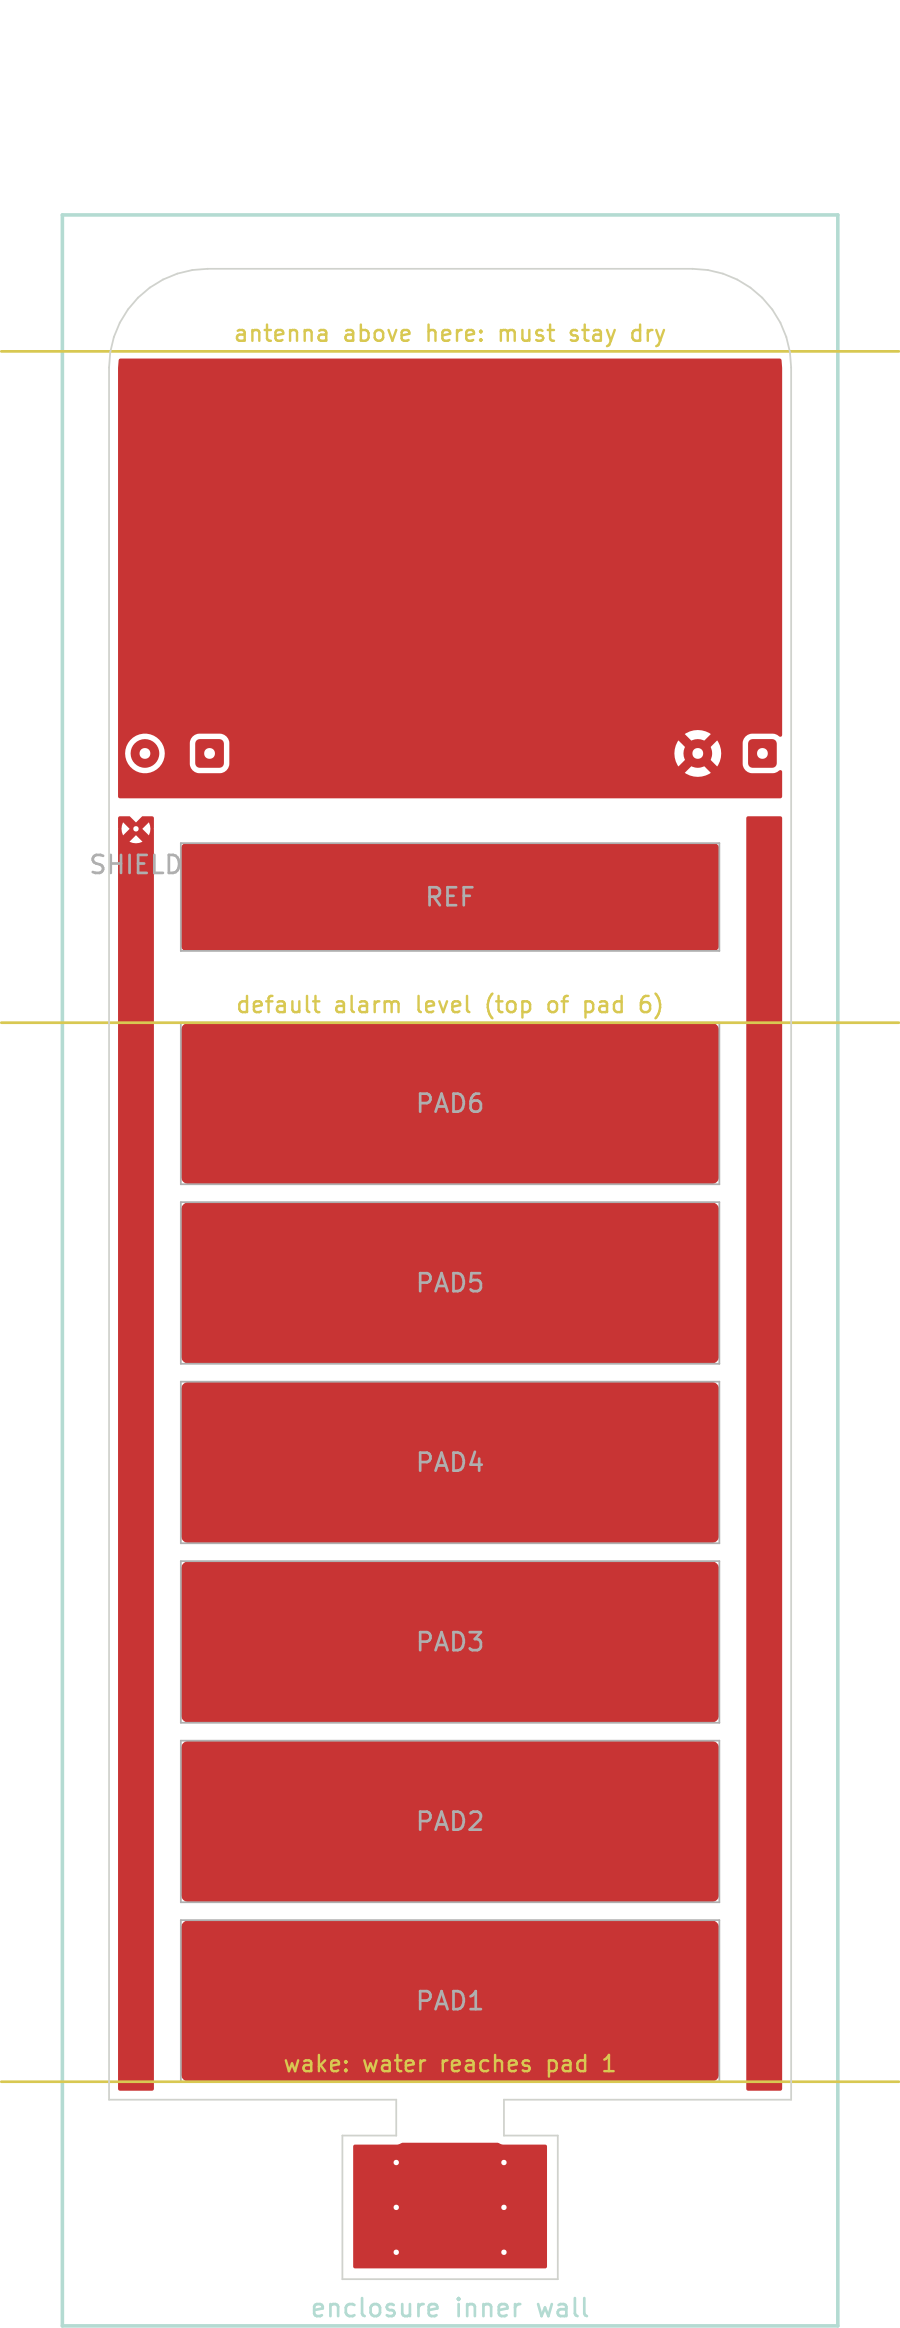 antenna above here: must stay dry
SHIELD
REF
default alarm level (top of pad 6)
PAD6
PAD5
PAD4
PAD3
PAD2
PAD1
wake: water reaches pad 1
enclosure inner wall